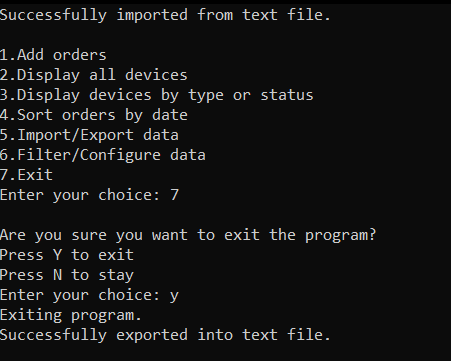 Successfully imported from text file.
1.Add orders
2.Display all devices
3.Display devices by type or status
4.Sort orders by date
5.Import/Export data
6.Filter/Configure data
7.Exit
Enter your choice: 7
Are you sure you want to exit the program?
Press Y to exit
Press N to stay
Enter your choice: y
Exiting program.
Successfully exported into text file.